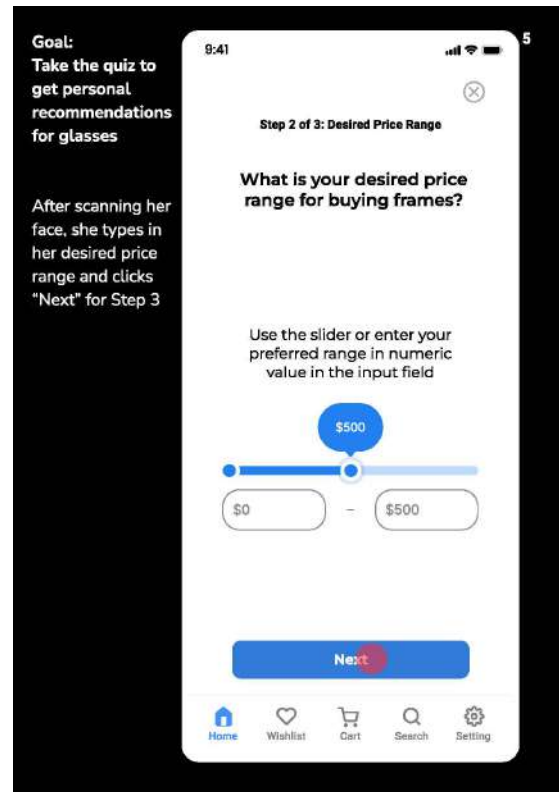 Goal:
Take the quiz to
get personal
recommendations
for glasses
After scanning her
face, she types in
her desired price
range and clicks
"Next" for Step 3
5
9:41
Step 2 of 3: Desired Price Range
What is your desired price
range for buying frames?
Use the slider or enter your
preferred range in numeric
value in the input field
$500
$0 – $500
Next
Home Wishlist Cart Search Setting